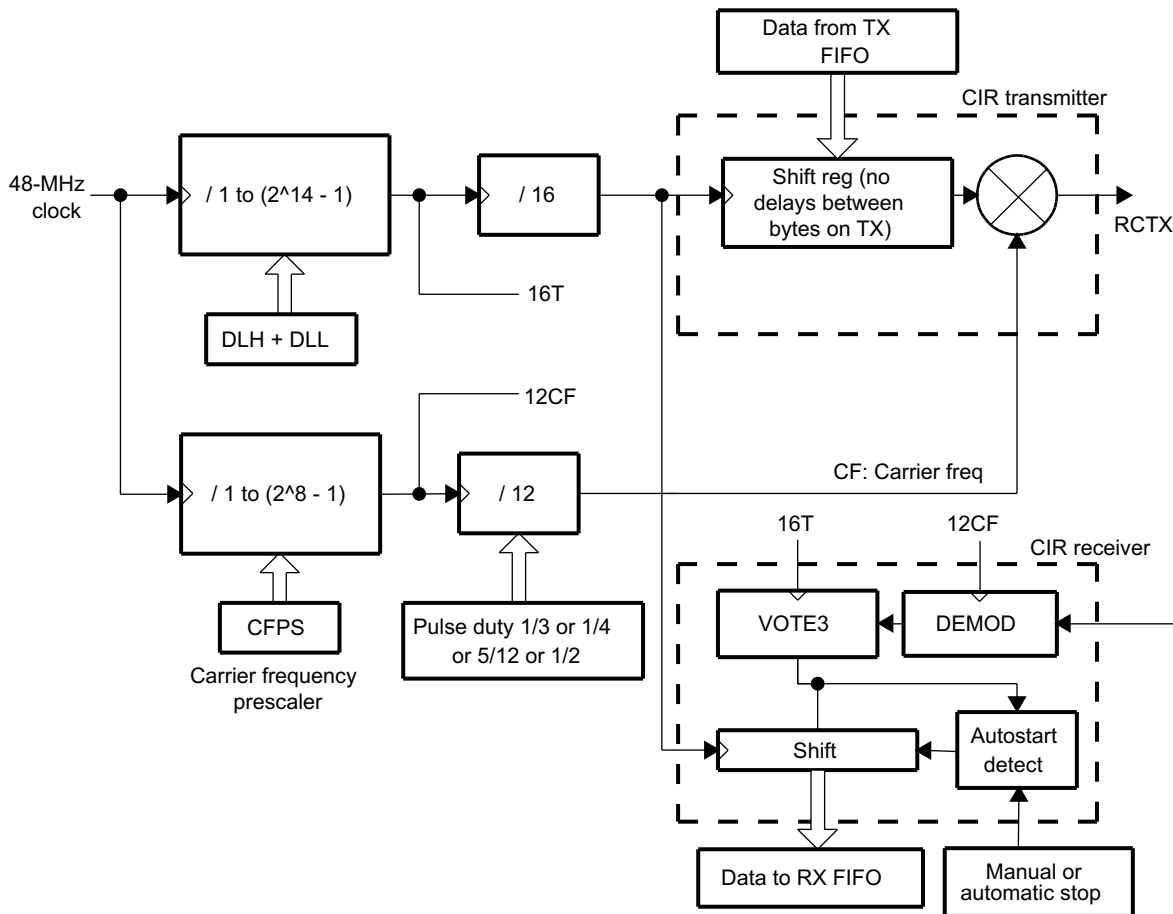 Data from TX
FIFO
CIR transmitter
48-MHz
clock
/ 1 to (2^14 - 1)
/ 16
Shift reg (no
delays between
bytes on TX)
RCTX
16T
DLH + DLL
12CF
/ 1 to (2^8 - 1)
/ 12
CF: Carrier freq
16T
12CF
CIR receiver
CFPS
Carrier frequency
prescaler
Pulse duty 1/3 or 1/4
or 5/12 or 1/2
VOTE3
DEMOD
Shift
Autostart
detect
Data to RX FIFO
Manual or
automatic stop